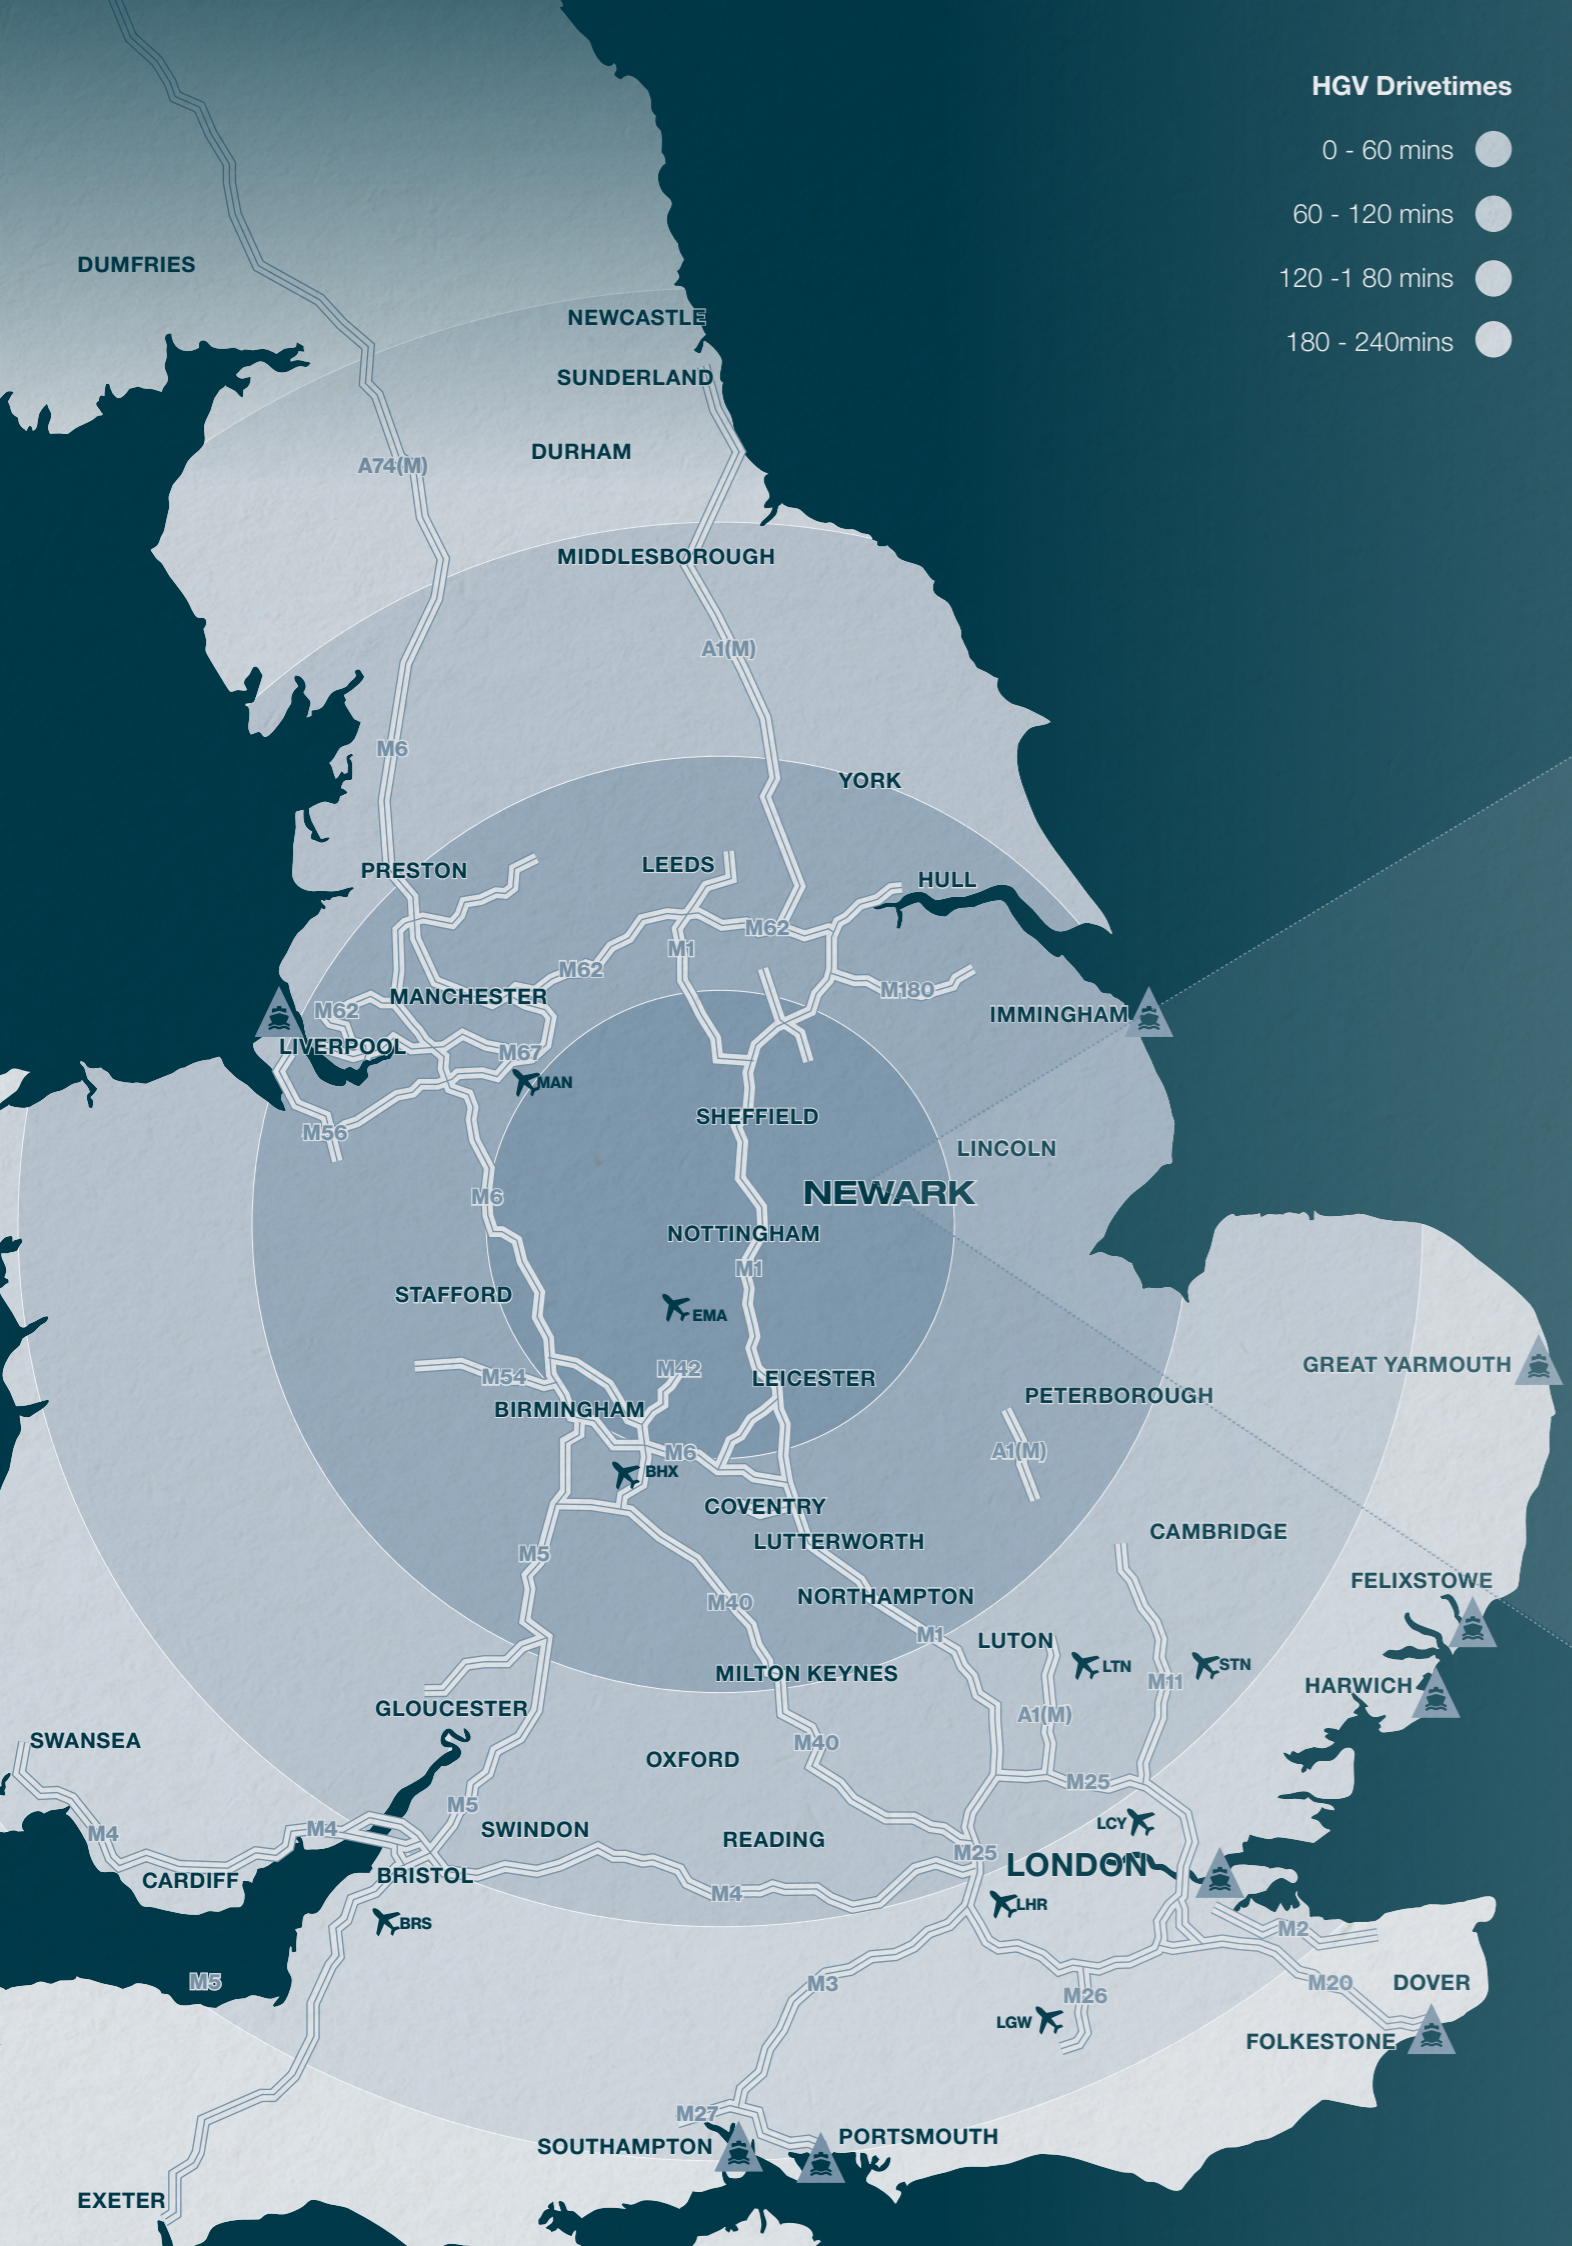 HGV Drivetimes
0 - 60 mins
60 - 120 mins
120 -1 80 mins
180 - 240mins
DUMFRIES
NEWCASTLE
SUNDERLAND
DURHAM
A74(M)
MIDDLESBOROUGH
A1(M)
M6
YORK
PRESTON
LEEDS
HULL
M62
M1
M62
M180
MANCHESTER
M62
IMMINGHAM
LIVERPOOL
M67
MAN
SHEFFIELD
M56
LINCOLN
NEWARK
M6
NOTTINGHAM
M1
STAFFORD
EMA
GREAT YARMOUTH
M42
M54
LEICESTER
PETERBOROUGH
BIRMINGHAM
M6
A1(M)
BHX
COVENTRY
CAMBRIDGE
LUTTERWORTH
M5
FELIXSTOWE
NORTHAMPTON
M40
M1
LUTON
LTN
STN
MILTON KEYNES
M11
HARWICH
GLOUCESTER
A1(M)
SWANSEA
M40
OXFORD
M25
M5
LCY
M4
M4
SWINDON
READING
M25
LONDON
BRISTOL
CARDIFF
M4
LHR
BRS
M2
M5
M3
M20
DOVER
M26
LGW
FOLKESTONE
M27
PORTSMOUTH
SOUTHAMPTON
EXETER